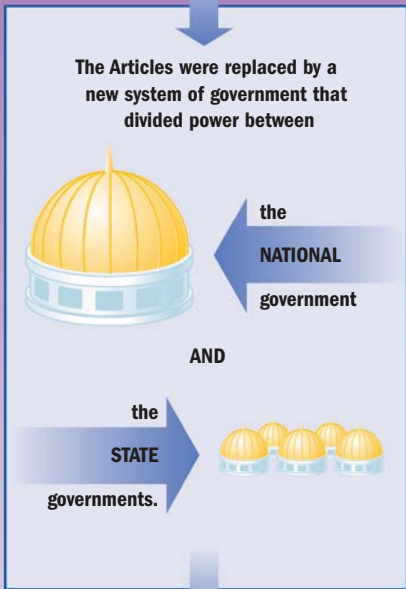 The Articles were replaced by a
new system of government that
divided power between
the
NATIONAL
government
AND
the
STATE
governments.